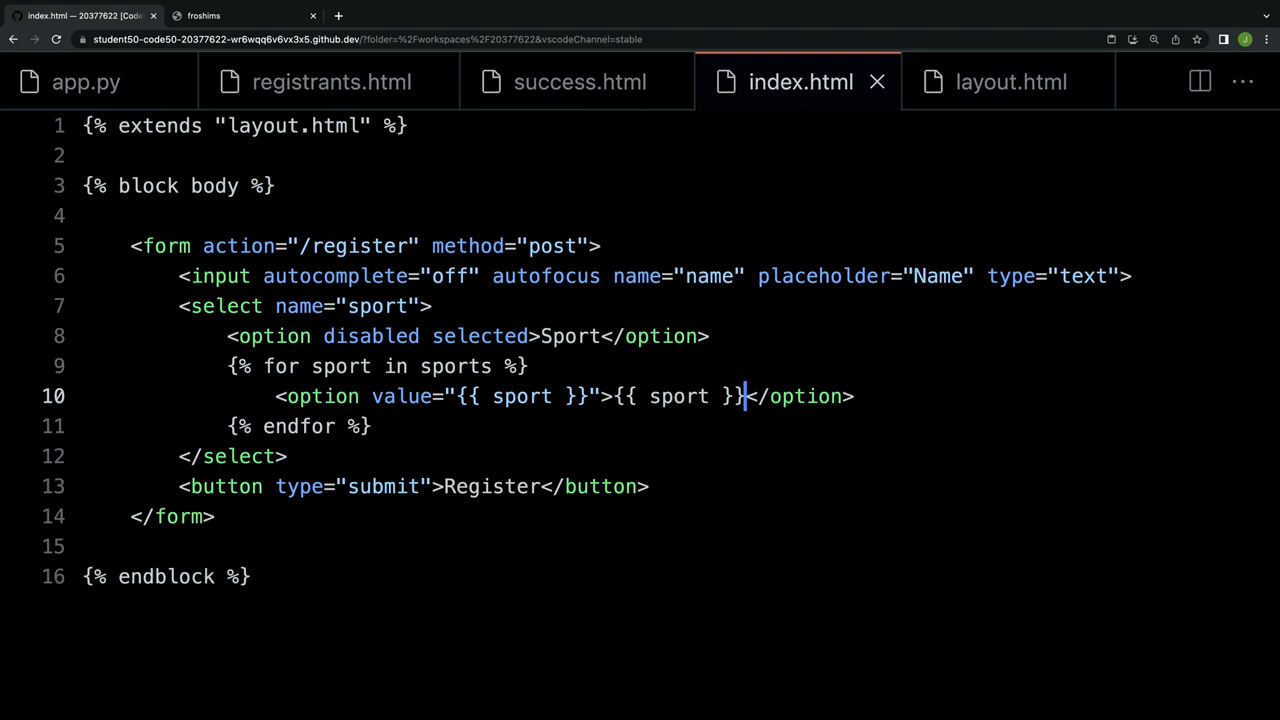 index.html — 20377622 [Code
froshims
student50-code50-20377622-wr6wqq6v6vx3x5.github.dev/?folder=%2Fworkspaces%2F20377622&vscodeChannel=stable
J
app.py
registrants.html
success.html
index.html
layout.html
1 {% extends "layout.html" %}
2
3 {% block body %}
4
5 <form action="/register" method="post">
6 <input autocomplete="off" autofocus name="name" placeholder="Name" type="text">
7 <select name="sport">
8 <option disabled selected>Sport</option>
9 {% for sport in sports %}
10 <option value="{{ sport }}">{{ sport }}</option>
11 {% endfor %}
12 </select>
13 <button type="submit">Register</button>
14 </form>
15
16 {% endblock %}